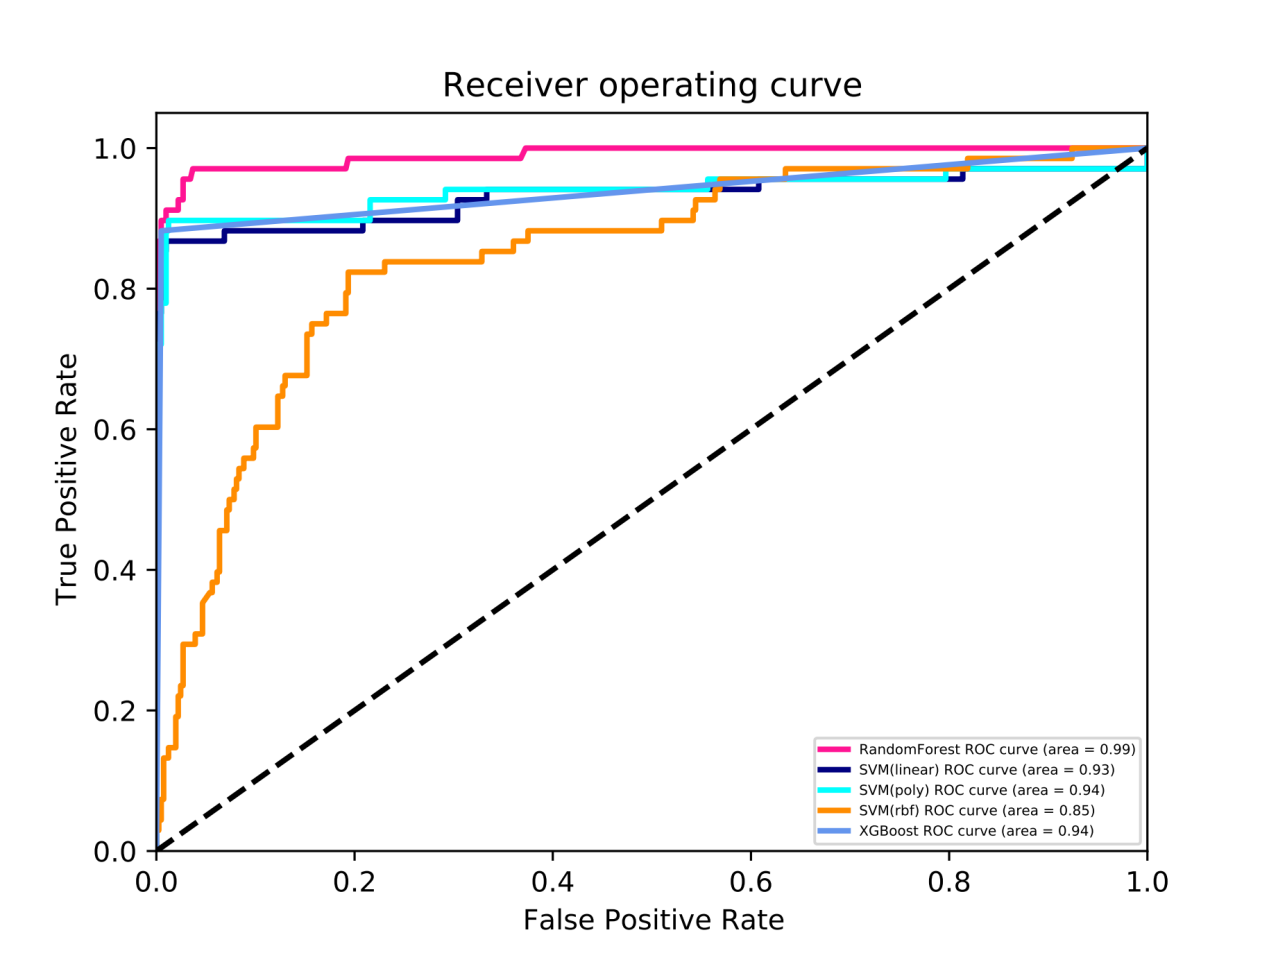 Receiver operating curve
True Positive Rate
1.0
0.8
0.6
0.4
0.2
0.0
0.0 0.2 0.4 0.6 0.8 1.0
False Positive Rate
RandomForest ROC curve (area = 0.99)
SVM(linear) ROC curve (area = 0.93)
SVM(poly) ROC curve (area = 0.94)
SVM(rbf) ROC curve (area = 0.85)
XGBoost ROC curve (area = 0.94)